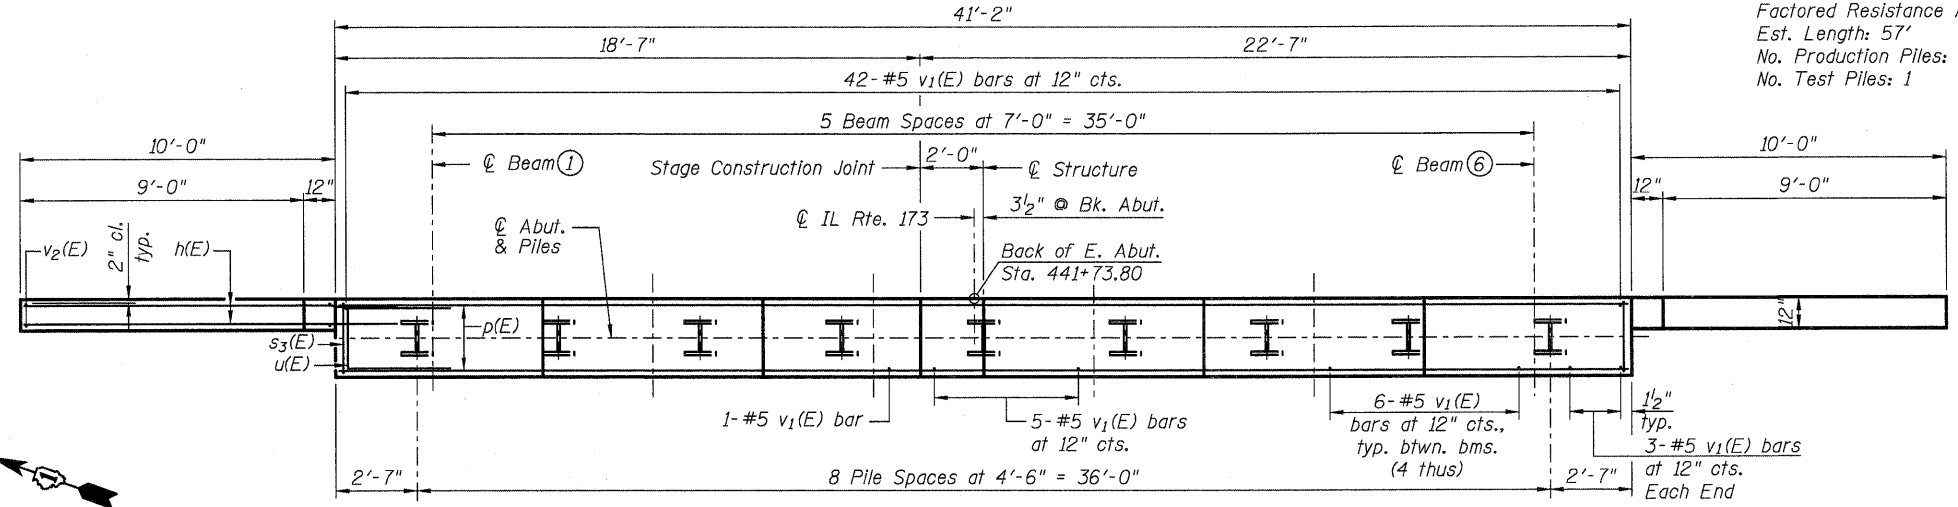 41'-2"
Factored Resistance
Est. Length: 57'
No. Production Piles:
No. Test Piles: 1
18'-7"
22'-7"
42-#5 v1(E) bars at 12" cts.
5 Beam Spaces at 7'-0" = 35'-0"
10'-0"
℄ Beam 1
Stage Construction Joint
2'-0"
℄ Structure
℄ Beam 6
10'-0"
9'-0"
12"
12"
9'-0"
℄ IL Rte. 173
3½" @ Bk. Abut.
℄ Abut.
& Piles
v2(E)
2" cl.
typ.
h(E)
Back of E. Abut.
Sta. 441+73.80
p(E)
12"
s3(E)
u(E)
1-#5 v1(E) bar
5-#5 v1(E) bars
at 12" cts.
6-#5 v1(E)
bars at 12" cts.,
typ. btwn. bms.
(4 thus)
1½"
typ.
3-#5 v1(E) bars
at 12" cts.
Each End
2'-7"
8 Pile Spaces at 4'-6" = 36'-0"
2'-7"